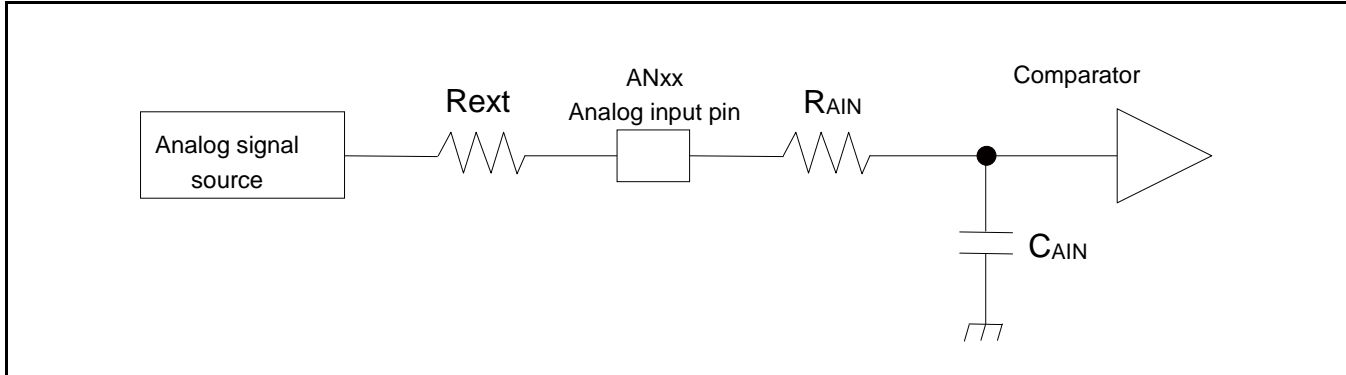 ANxx
Analog input pin
Comparator
Rext
RAIN
Analog signal
source
CAIN